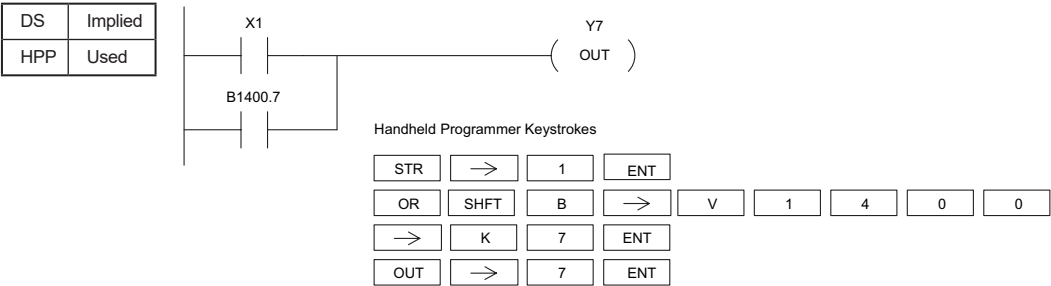 DS Implied
HPP Used
X1
Y7
OUT
B1400.7
Handheld Programmer Keystrokes
STR → 1 ENT
OR SHFT B → V 1 4 0 0
→ K 7 ENT
OUT → 7 ENT